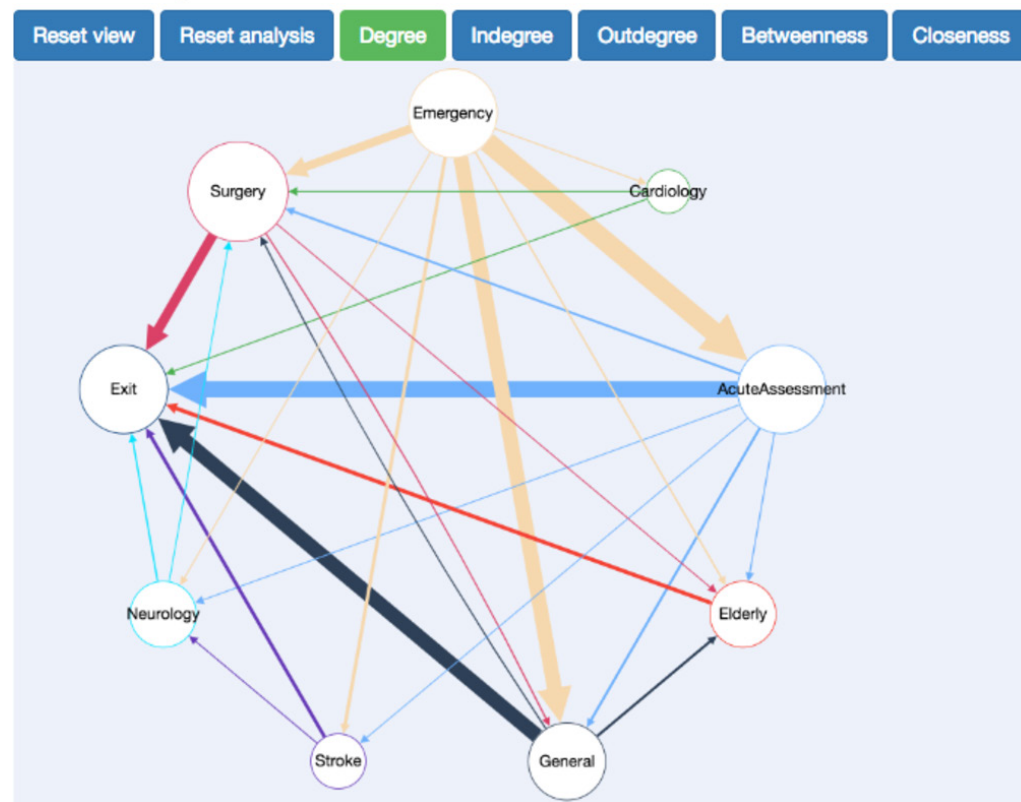 Reset view Reset analysis Degree Indegree Outdegree Betweenness Closeness
Emergency
Surgery
Cardiology
Exit
AcuteAssessment
Neurology
Elderly
Stroke
General